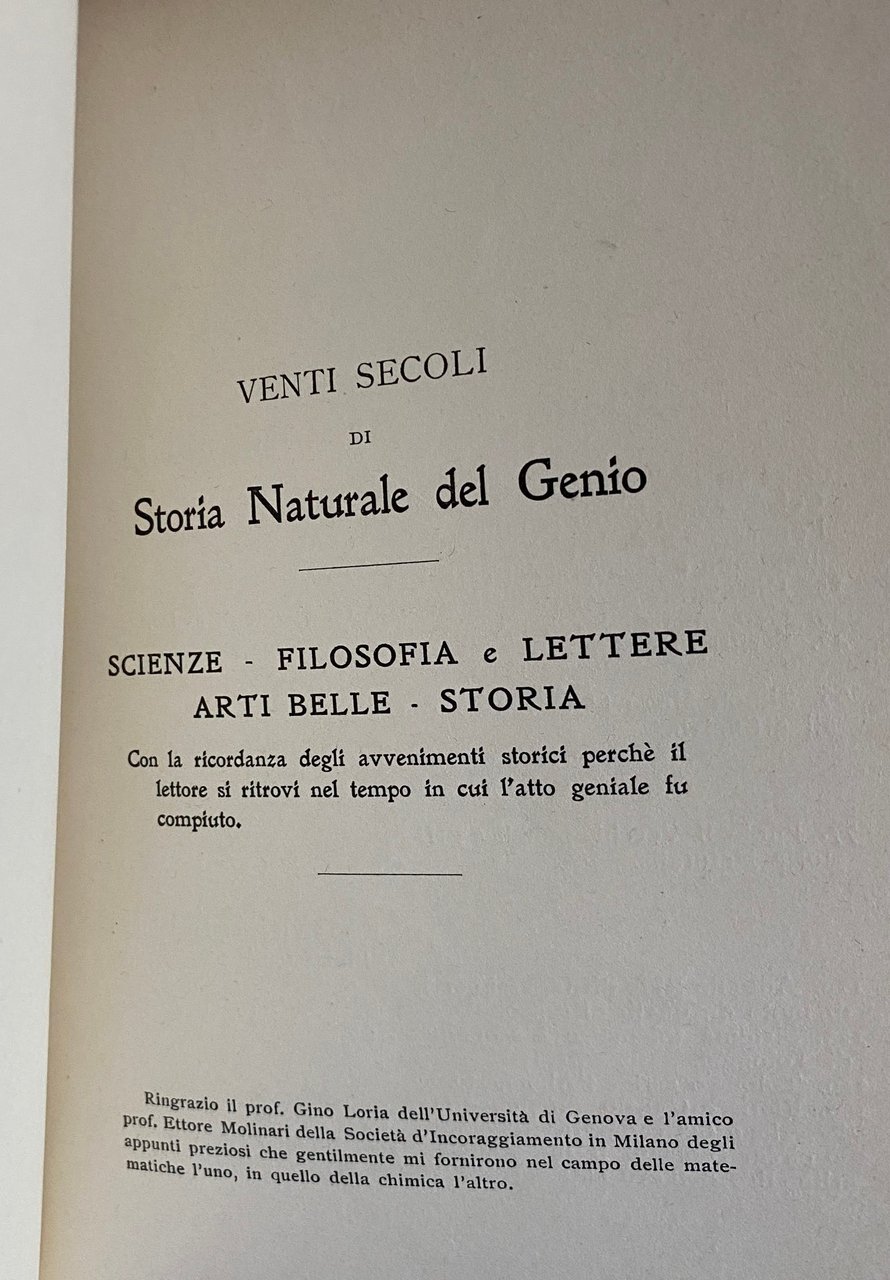 VENTI SECOLI
DI
Storia Naturale del Genio
SCIENZE - FILOSOFIA e LETTERE
ARTI BELLE - STORIA
Con la ricordanza degli avvenimenti storici perchè il
lettore si ritrovi nel tempo in cui l'atto geniale fu
compiuto.
Ringrazio il prof. Gino Loria dell'Università di Genova e l'amico
prof. Ettore Molinari della Società d'Incoraggiamento in Milano degli
appunti preziosi che gentilmente mi fornirono nel campo delle mate-
matiche l'uno, in quello della chimica l'altro.